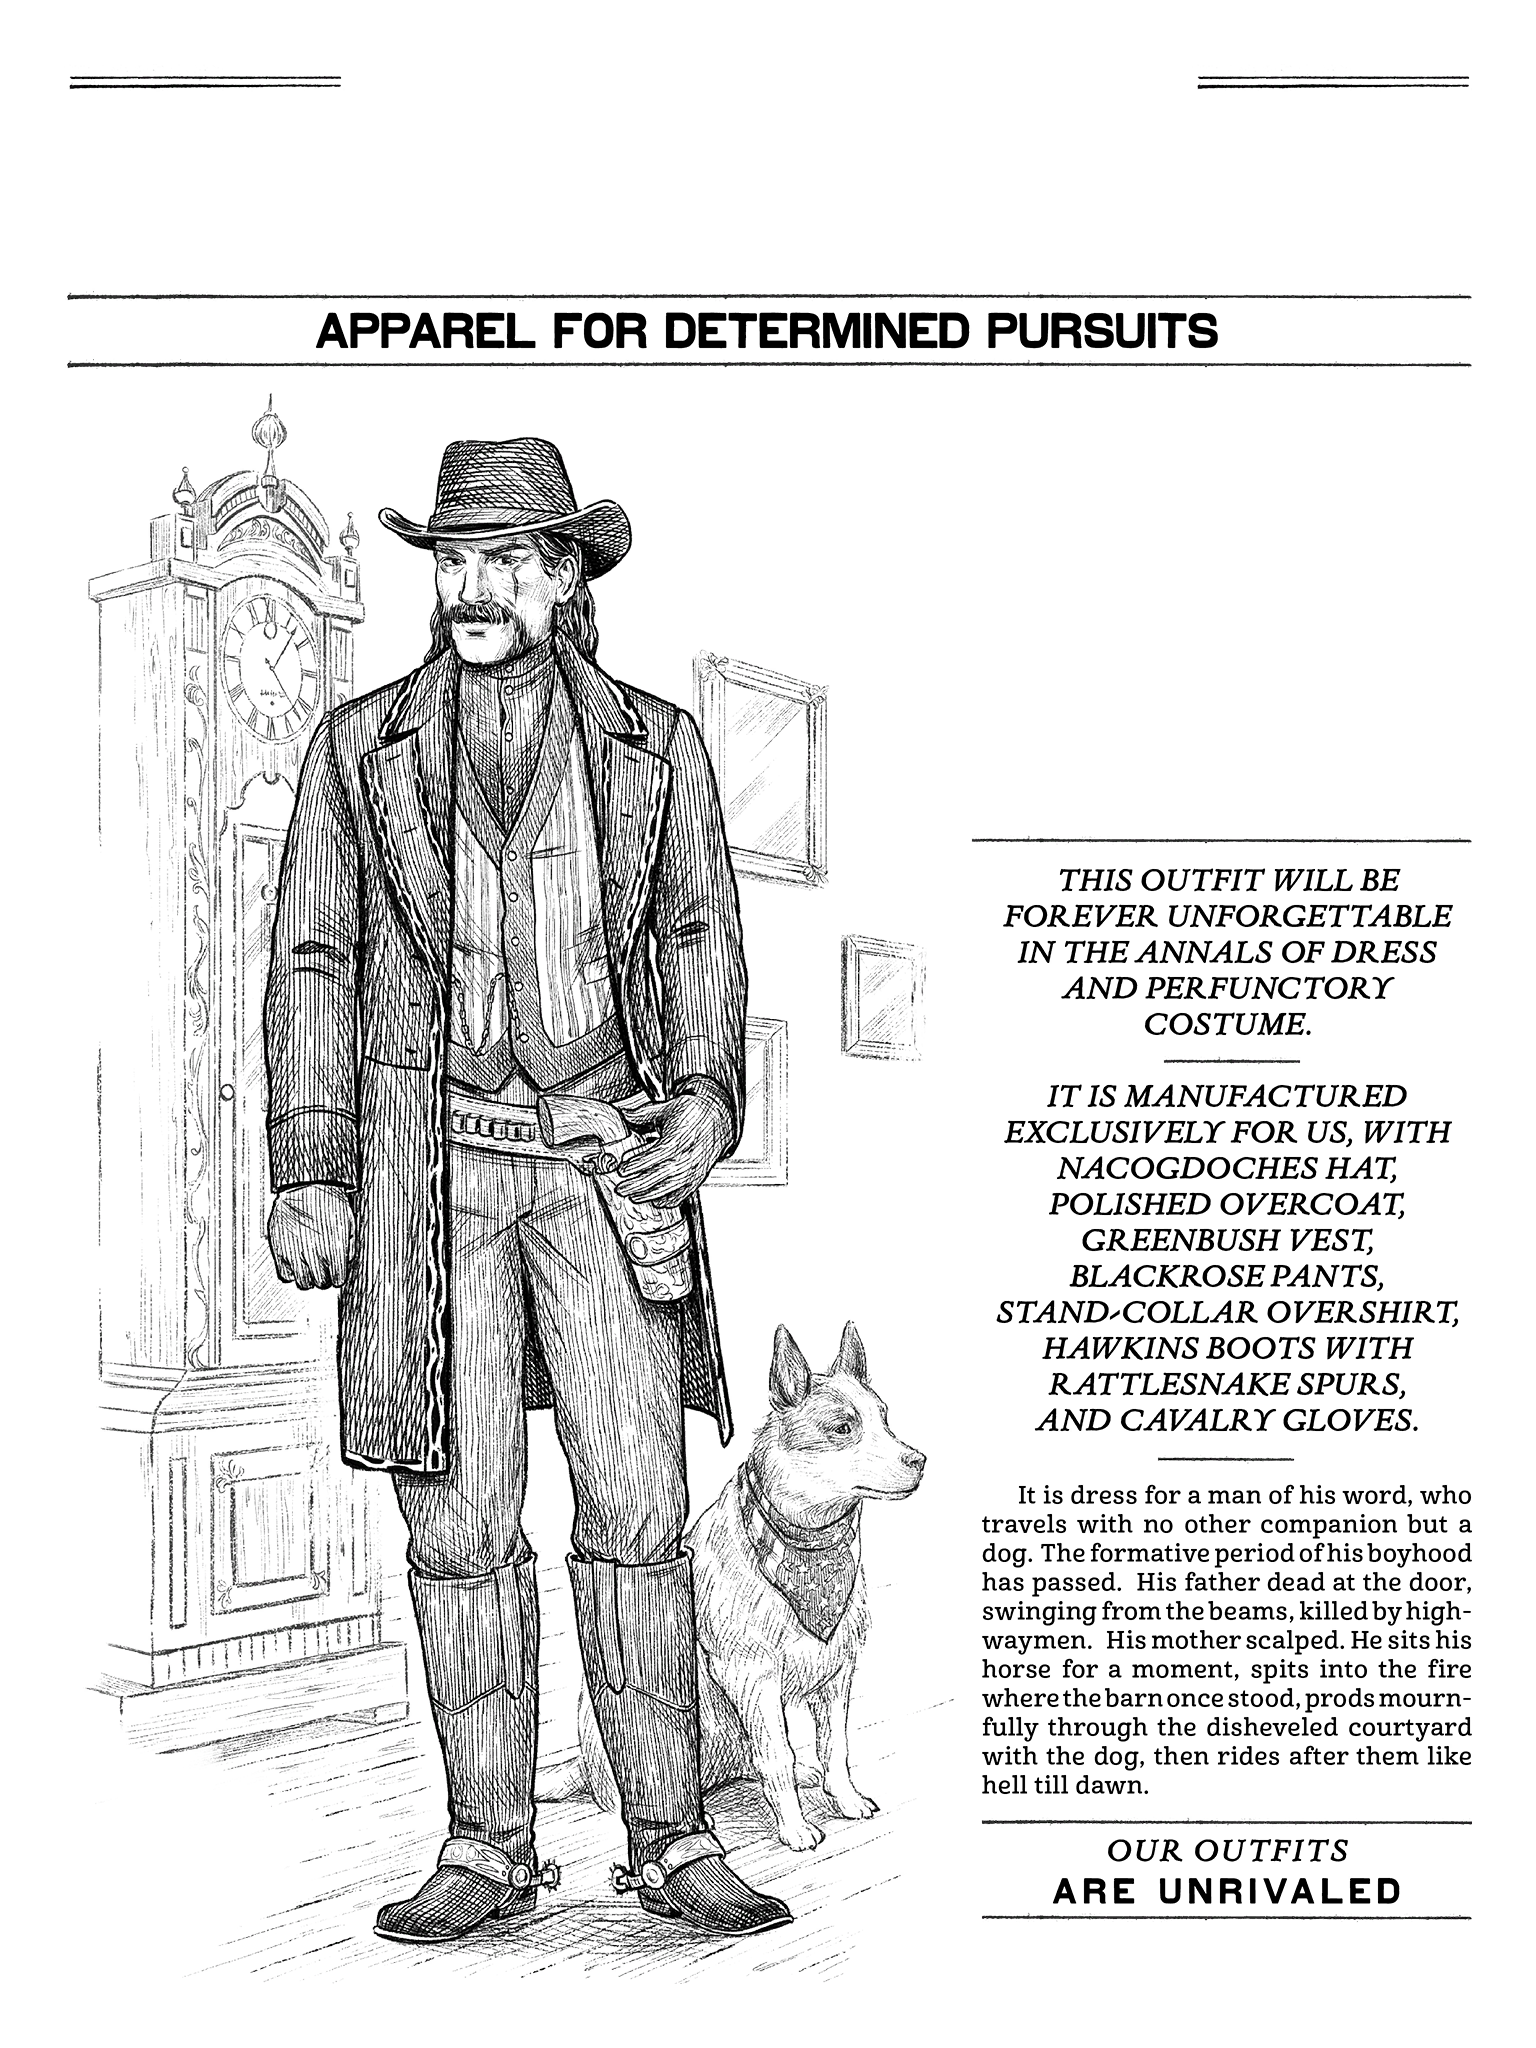 APPAREL FOR DETERMINED PURSUITS
THIS OUTFIT WILL BE
FOREVER UNFORGETTABLE
IN THE ANNALS OF DRESS
AND PERFUNCTORY
COSTUME.
IT IS MANUFACTURED
EXCLUSIVELY FOR US, WITH
NACOGDOCHES HAT,
POLISHED OVERCOAT,
GREENBUSH VEST,
BLACKROSE PANTS,
STAND-COLLAR OVERSHIRT,
HAWKINS BOOTS WITH
RATTLESNAKE SPURS,
AND CAVALRY GLOVES.
It is dress for a man of his word, who
travels with no other companion but a
dog. The formative period of his boyhood
has passed. His father dead at the door,
swinging from the beams, killed by high-
waymen. His mother scalped. He sits his
horse for a moment, spits into the fire
where the barn once stood, prods mourn-
fully through the disheveled courtyard
with the dog, then rides after them like
hell till dawn.
OUR OUTFITS
ARE UNRIVALED